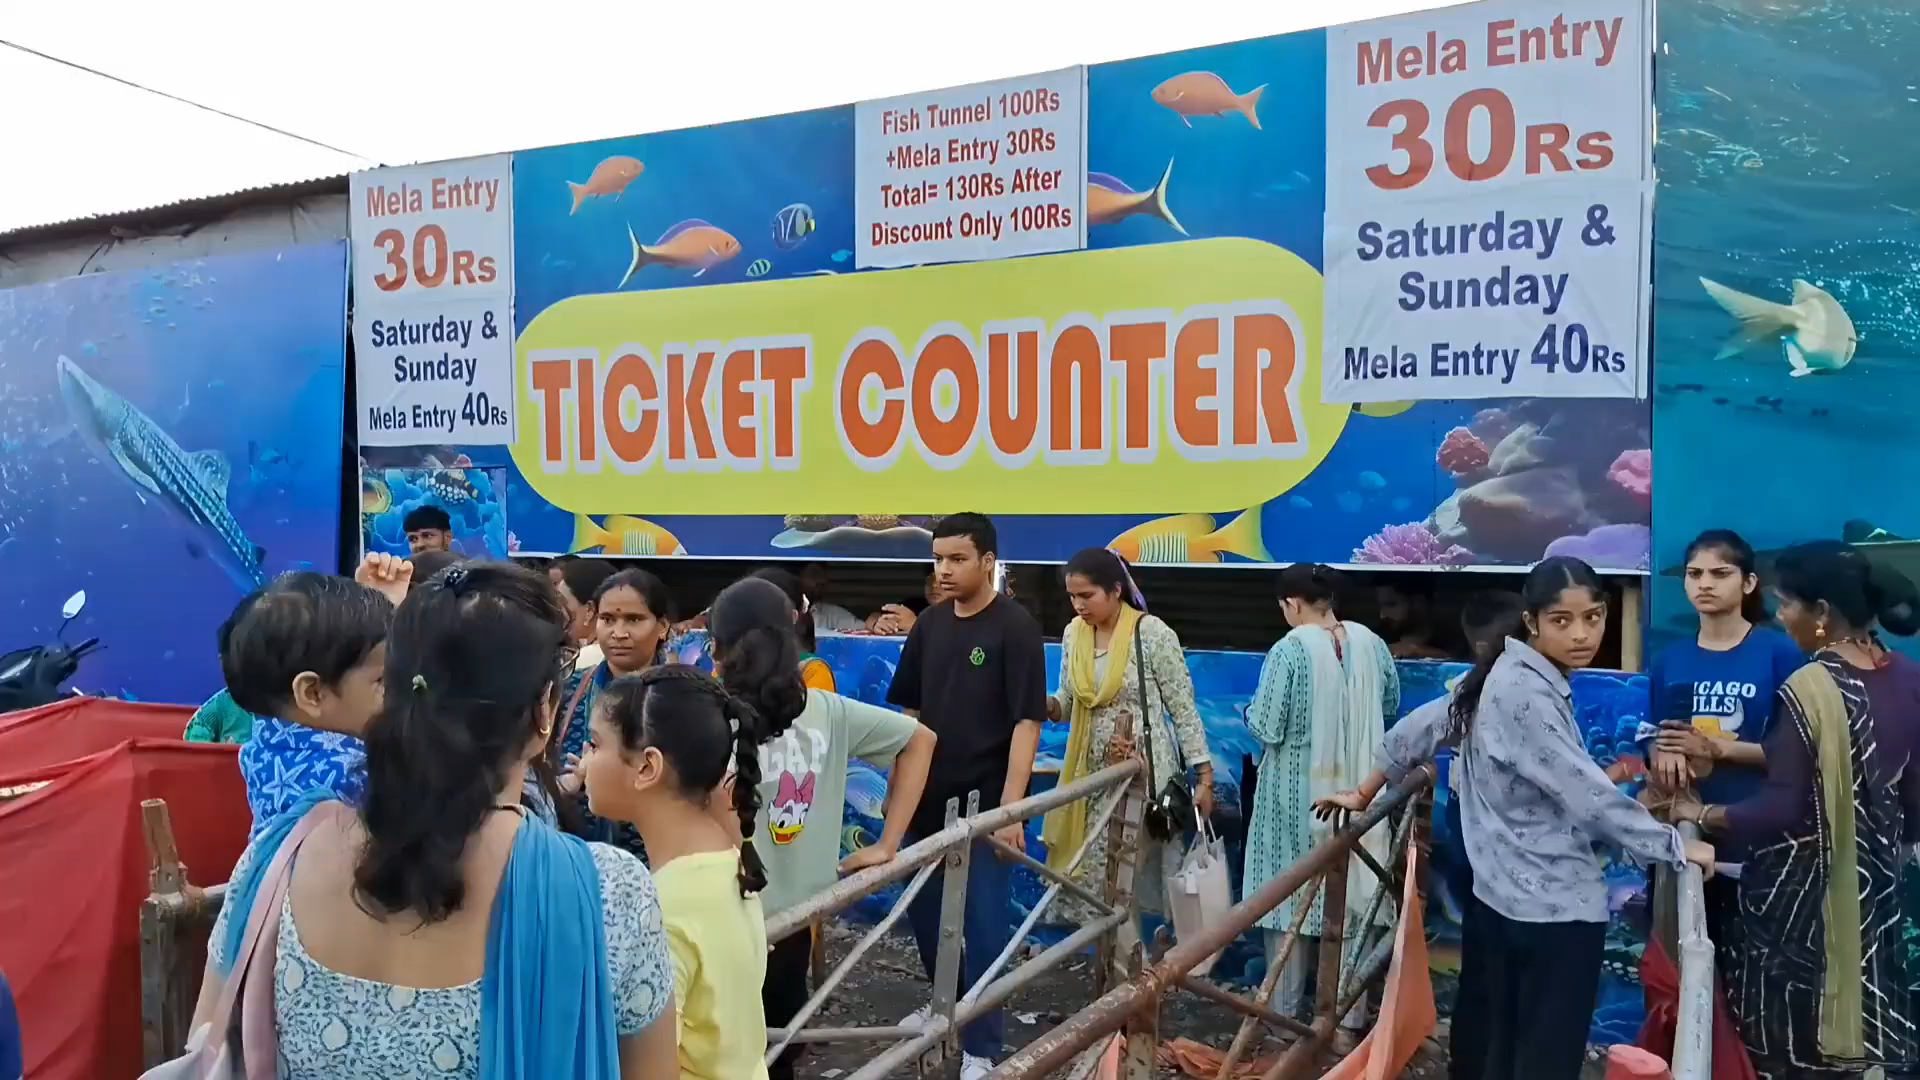 Mela Entry
30Rs
Saturday &
Sunday
Mela Entry 40Rs
Fish Tunnel 100Rs
+Mela Entry 30Rs
Total= 130Rs After
Discount Only 100Rs
Mela Entry
30Rs
Saturday &
Sunday
Mela Entry 40Rs
TICKET COUNTER
GAP
ICAGO
ULLS